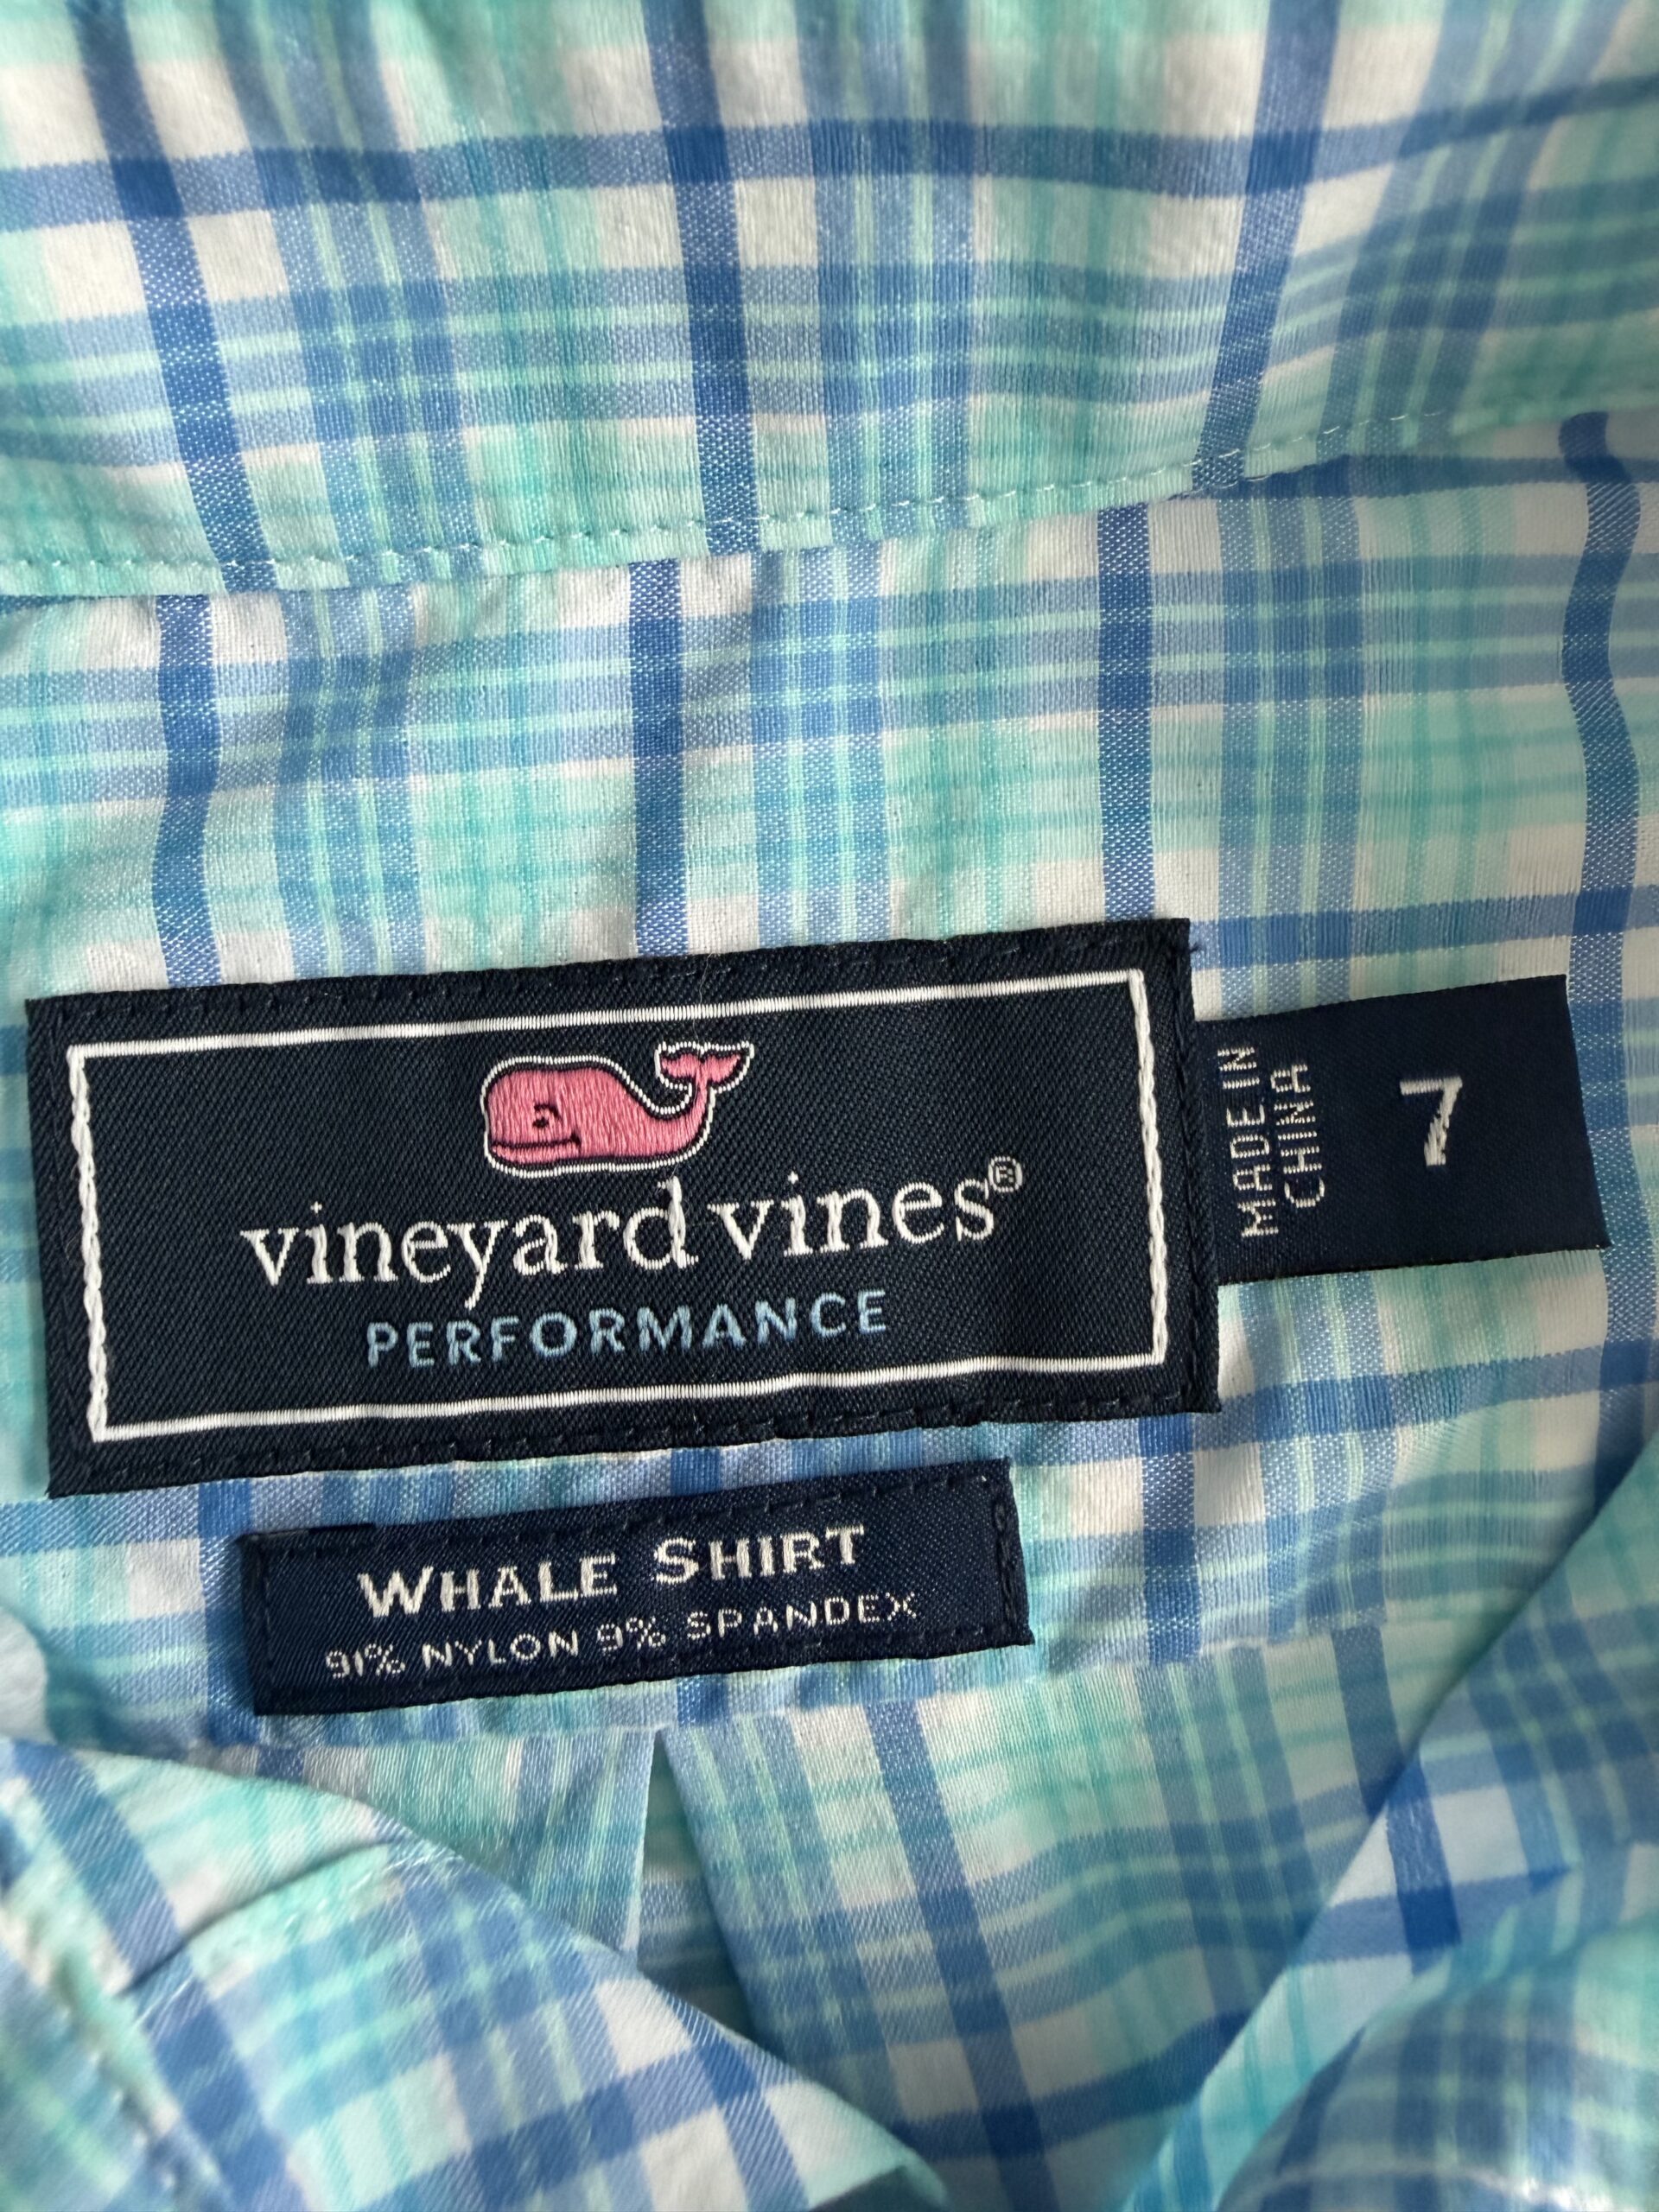 vineyard vines®
PERFORMANCE
MADE IN
CHINA
7
WHALE SHIRT
91% NYLON 9% SPANDEX